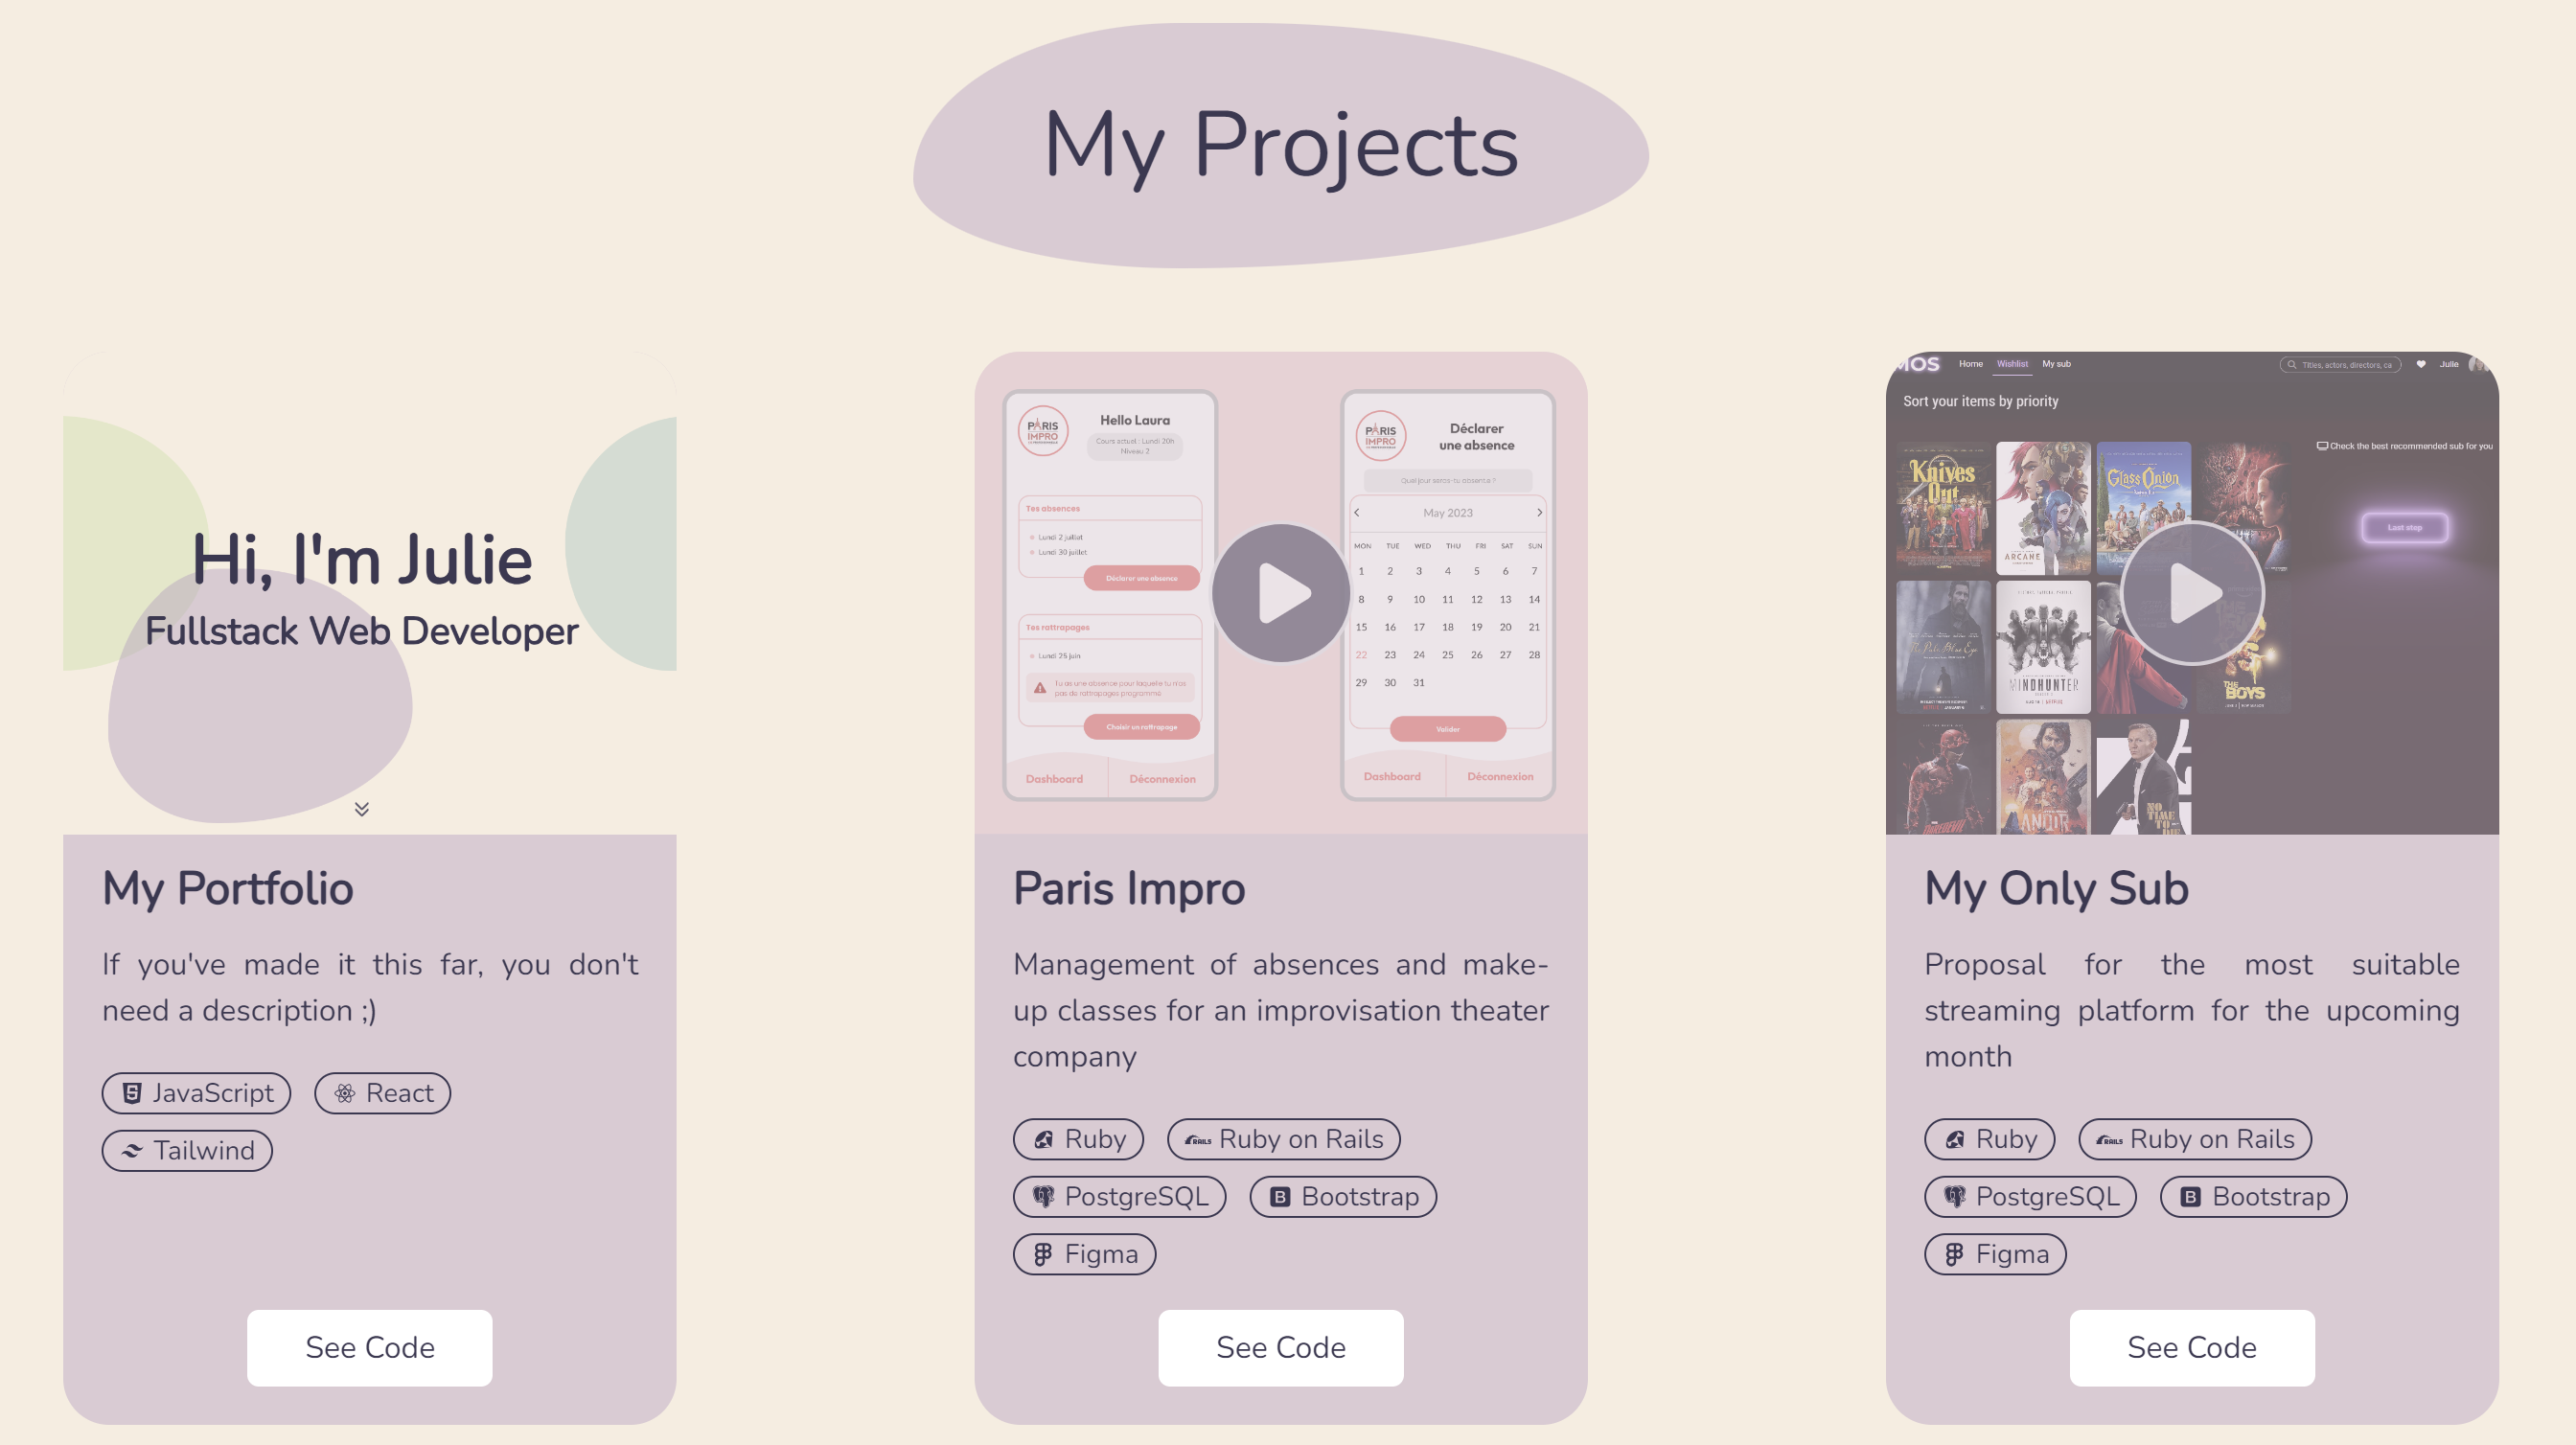 My Projects
Hi, I'm Julie
Fullstack Web Developer
My Portfolio
If you've made it this far, you don't
need a description ;)
JavaScript
React
Tailwind
See Code
PARIS
IMPRO
Hello Laura
Cours actuel : Lundi 20h
Niveau 2
Tes absences
Lundi 2 juillet
Lundi 30 juillet
Déclarer une absence
Tes rattrapages
Lundi 25 juin
Tu as une absence pour laquelle tu n'as
pas de rattrapages programmé
Choisir un rattrapage
Dashboard
Déconnexion
PARIS
IMPRO
Déclarer
une absence
Quel jour seras-tu absent·e ?
May 2023
MON TUE WED THU FRI SAT SUN
1 2 3 4 5 6 7
8 9 10 11 12 13 14
15 16 17 18 19 20 21
22 23 24 25 26 27 28
29 30 31
Valider
Dashboard
Déconnexion
Paris Impro
Management of absences and make-
up classes for an improvisation theater
company
Ruby
RAILS Ruby on Rails
PostgreSQL
B Bootstrap
Figma
See Code
MOS
Home
Wishlist
My sub
Titles, actors, directors, ca
Julie
Sort your items by priority
Check the best recommended sub for you
Last stop
Knives
Out
ARCANE
Glass Onion
The Pale Blue Eye
MINDHUNTER
THE
BOYS
DAREDEVIL
ANDOR
NO
TIME
TO
My Only Sub
Proposal for the most suitable
streaming platform for the upcoming
month
Ruby
RAILS Ruby on Rails
PostgreSQL
B Bootstrap
Figma
See Code